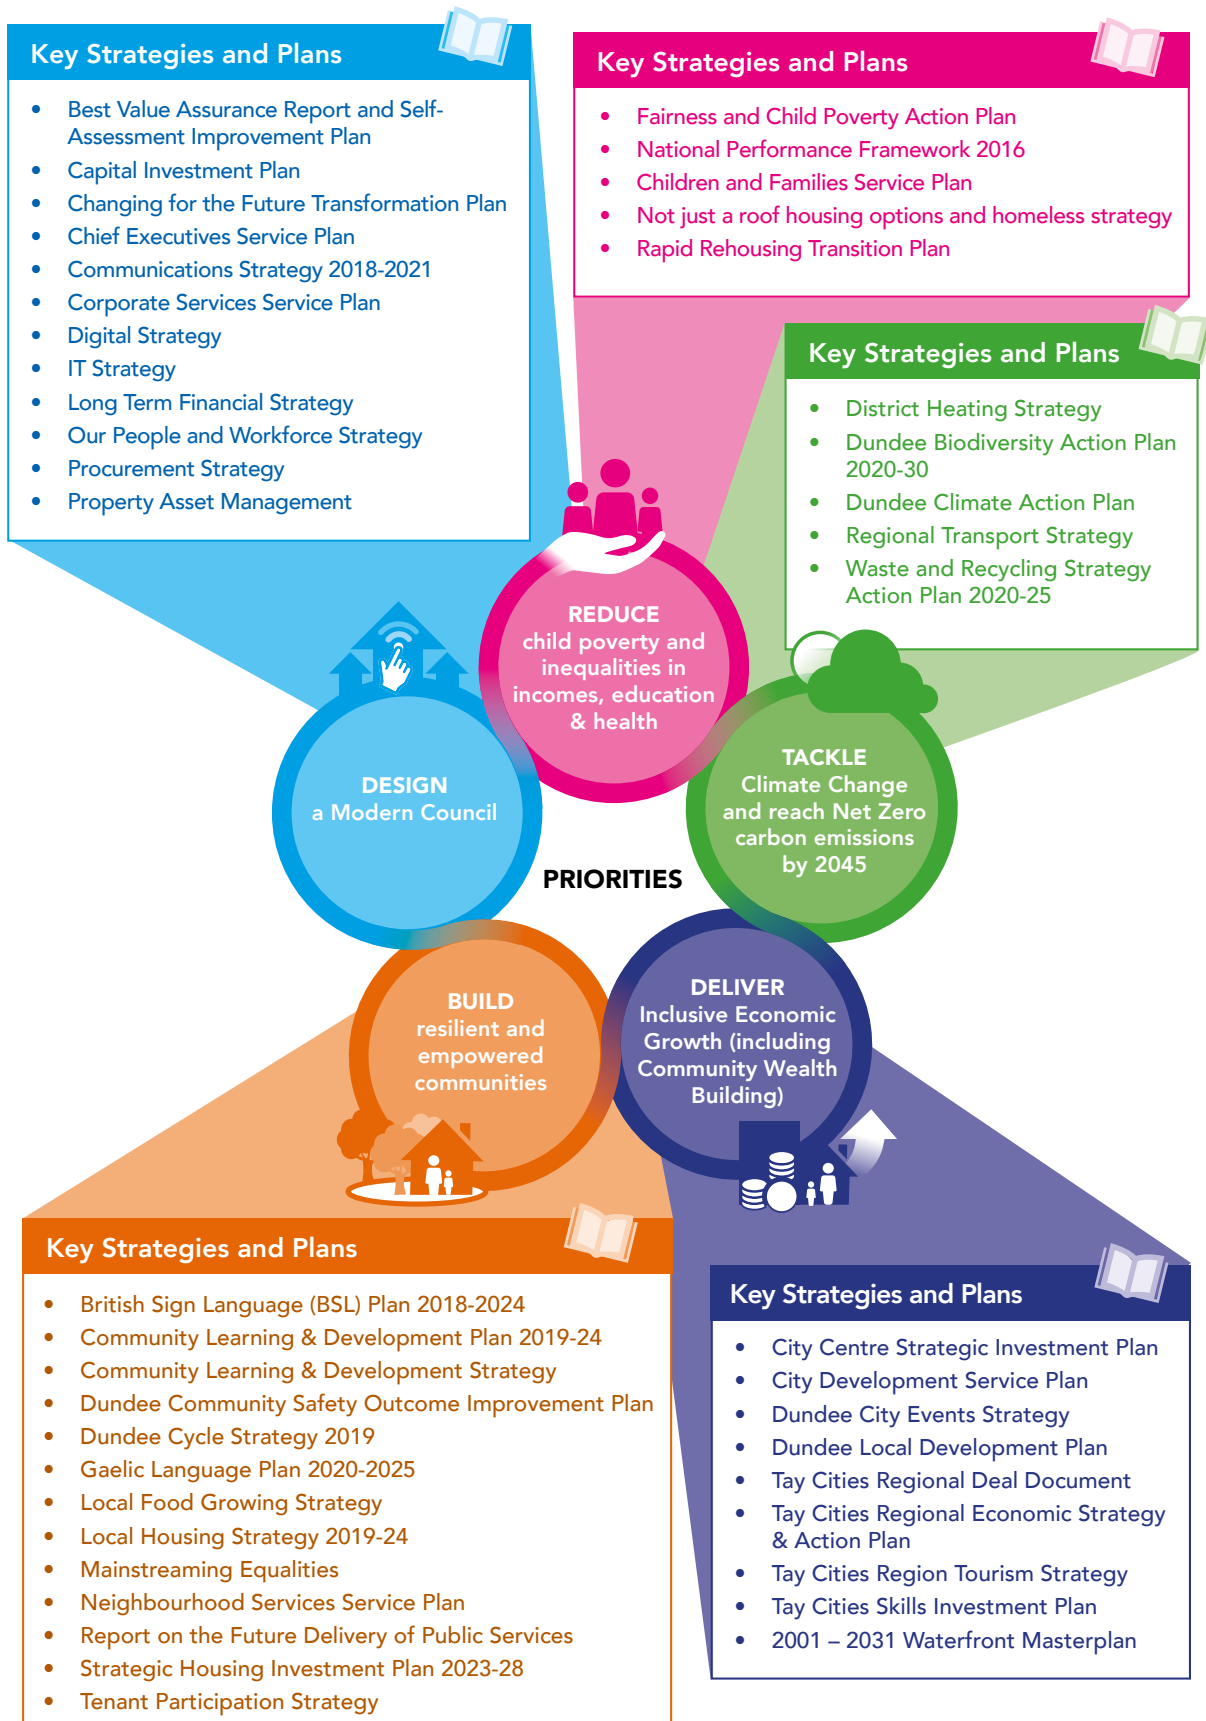 Key Strategies and Plans
• Best Value Assurance Report and Self-
Assessment Improvement Plan
• Capital Investment Plan
• Changing for the Future Transformation Plan
• Chief Executives Service Plan
• Communications Strategy 2018-2021
• Corporate Services Service Plan
• Digital Strategy
• IT Strategy
• Long Term Financial Strategy
• Our People and Workforce Strategy
• Procurement Strategy
• Property Asset Management
Key Strategies and Plans
• Fairness and Child Poverty Action Plan
• National Performance Framework 2016
• Children and Families Service Plan
• Not just a roof housing options and homeless strategy
• Rapid Rehousing Transition Plan
Key Strategies and Plans
• District Heating Strategy
• Dundee Biodiversity Action Plan
2020-30
• Dundee Climate Action Plan
• Regional Transport Strategy
• Waste and Recycling Strategy
Action Plan 2020-25
REDUCE
child poverty and
inequalities in
incomes, education
& health
DESIGN
a Modern Council
TACKLE
Climate Change
and reach Net Zero
carbon emissions
by 2045
PRIORITIES
BUILD
resilient and
empowered
communities
DELIVER
Inclusive Economic
Growth (including
Community Wealth
Building)
Key Strategies and Plans
• British Sign Language (BSL) Plan 2018-2024
• Community Learning & Development Plan 2019-24
• Community Learning & Development Strategy
• Dundee Community Safety Outcome Improvement Plan
• Dundee Cycle Strategy 2019
• Gaelic Language Plan 2020-2025
• Local Food Growing Strategy
• Local Housing Strategy 2019-24
• Mainstreaming Equalities
• Neighbourhood Services Service Plan
• Report on the Future Delivery of Public Services
• Strategic Housing Investment Plan 2023-28
• Tenant Participation Strategy
Key Strategies and Plans
• City Centre Strategic Investment Plan
• City Development Service Plan
• Dundee City Events Strategy
• Dundee Local Development Plan
• Tay Cities Regional Deal Document
• Tay Cities Regional Economic Strategy
& Action Plan
• Tay Cities Region Tourism Strategy
• Tay Cities Skills Investment Plan
• 2001 – 2031 Waterfront Masterplan